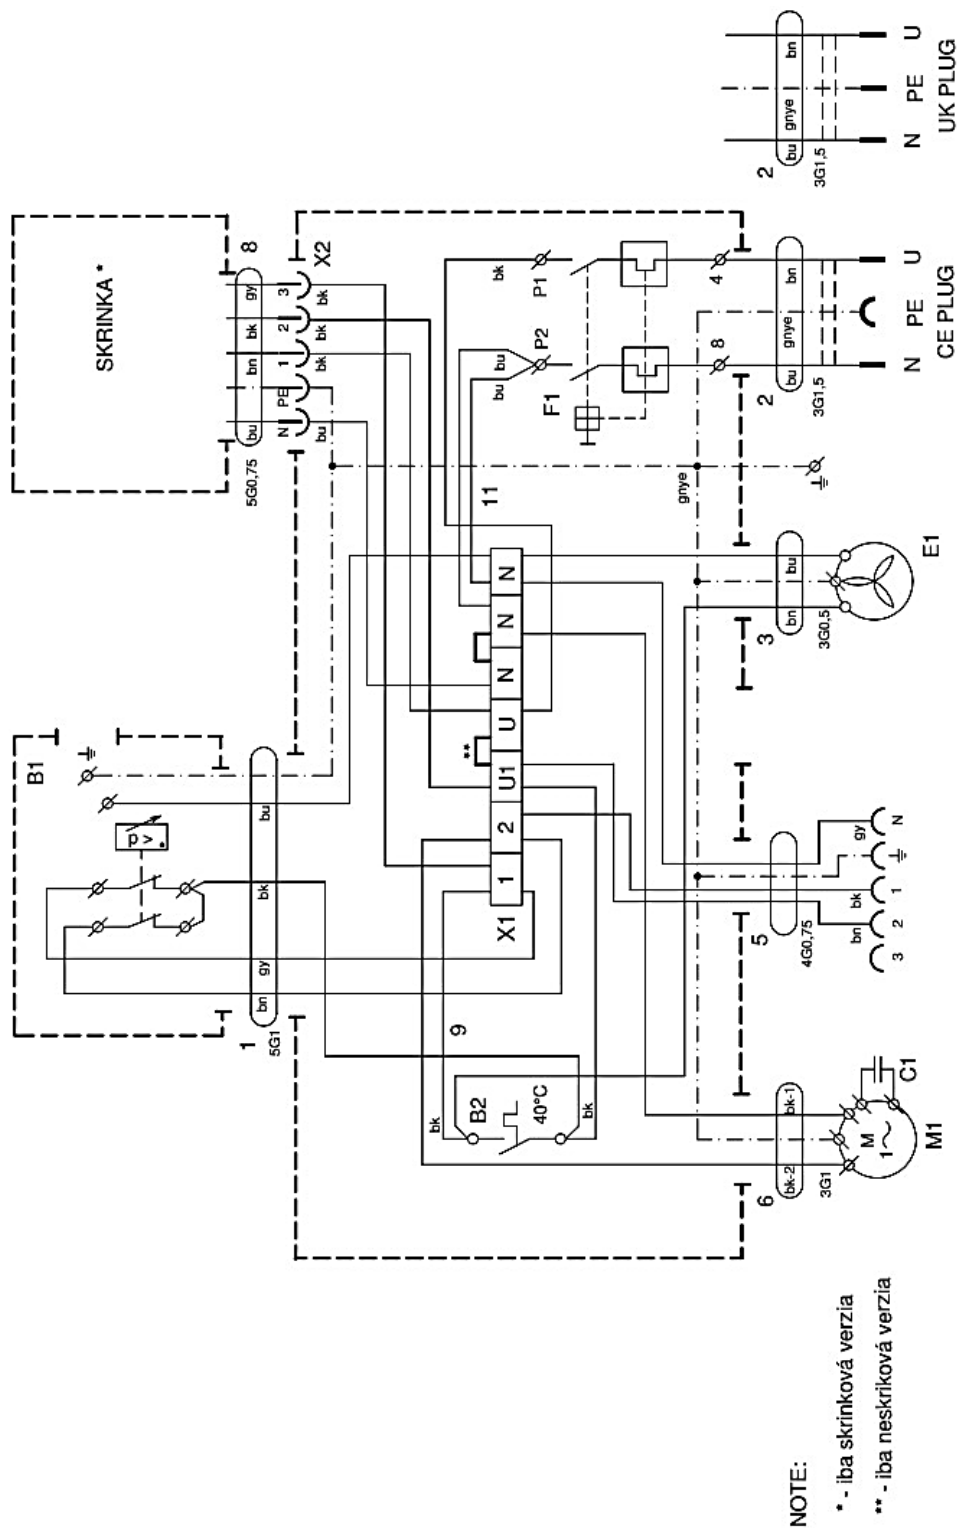 SKRINKA *
8
bu
bn
bk
gy
5G0,75
N
PE
1
2
3
X2
bu
bk
bk
bk
B1
p >
bn
gy
bk
bu
1
5G1
9
B2
40°C
bk
bk
X1
1
2
U1
U
N
N
N
**
11
bu
bu
bk
P2
P1
F1
8
4
gnye
6
bk-2
bk-1
3G1
M
1~
M1
C1
5
4G0,75
bn
bk
gy
3
2
1
N
3
bn
bu
3G0,5
E1
2
bu
gnye
bn
3G1,5
N
PE
U
CE PLUG
2
bu
gnye
bn
3G1,5
N
PE
U
UK PLUG
NOTE:
* - iba skrinková verzia
** - iba neskriková verzia